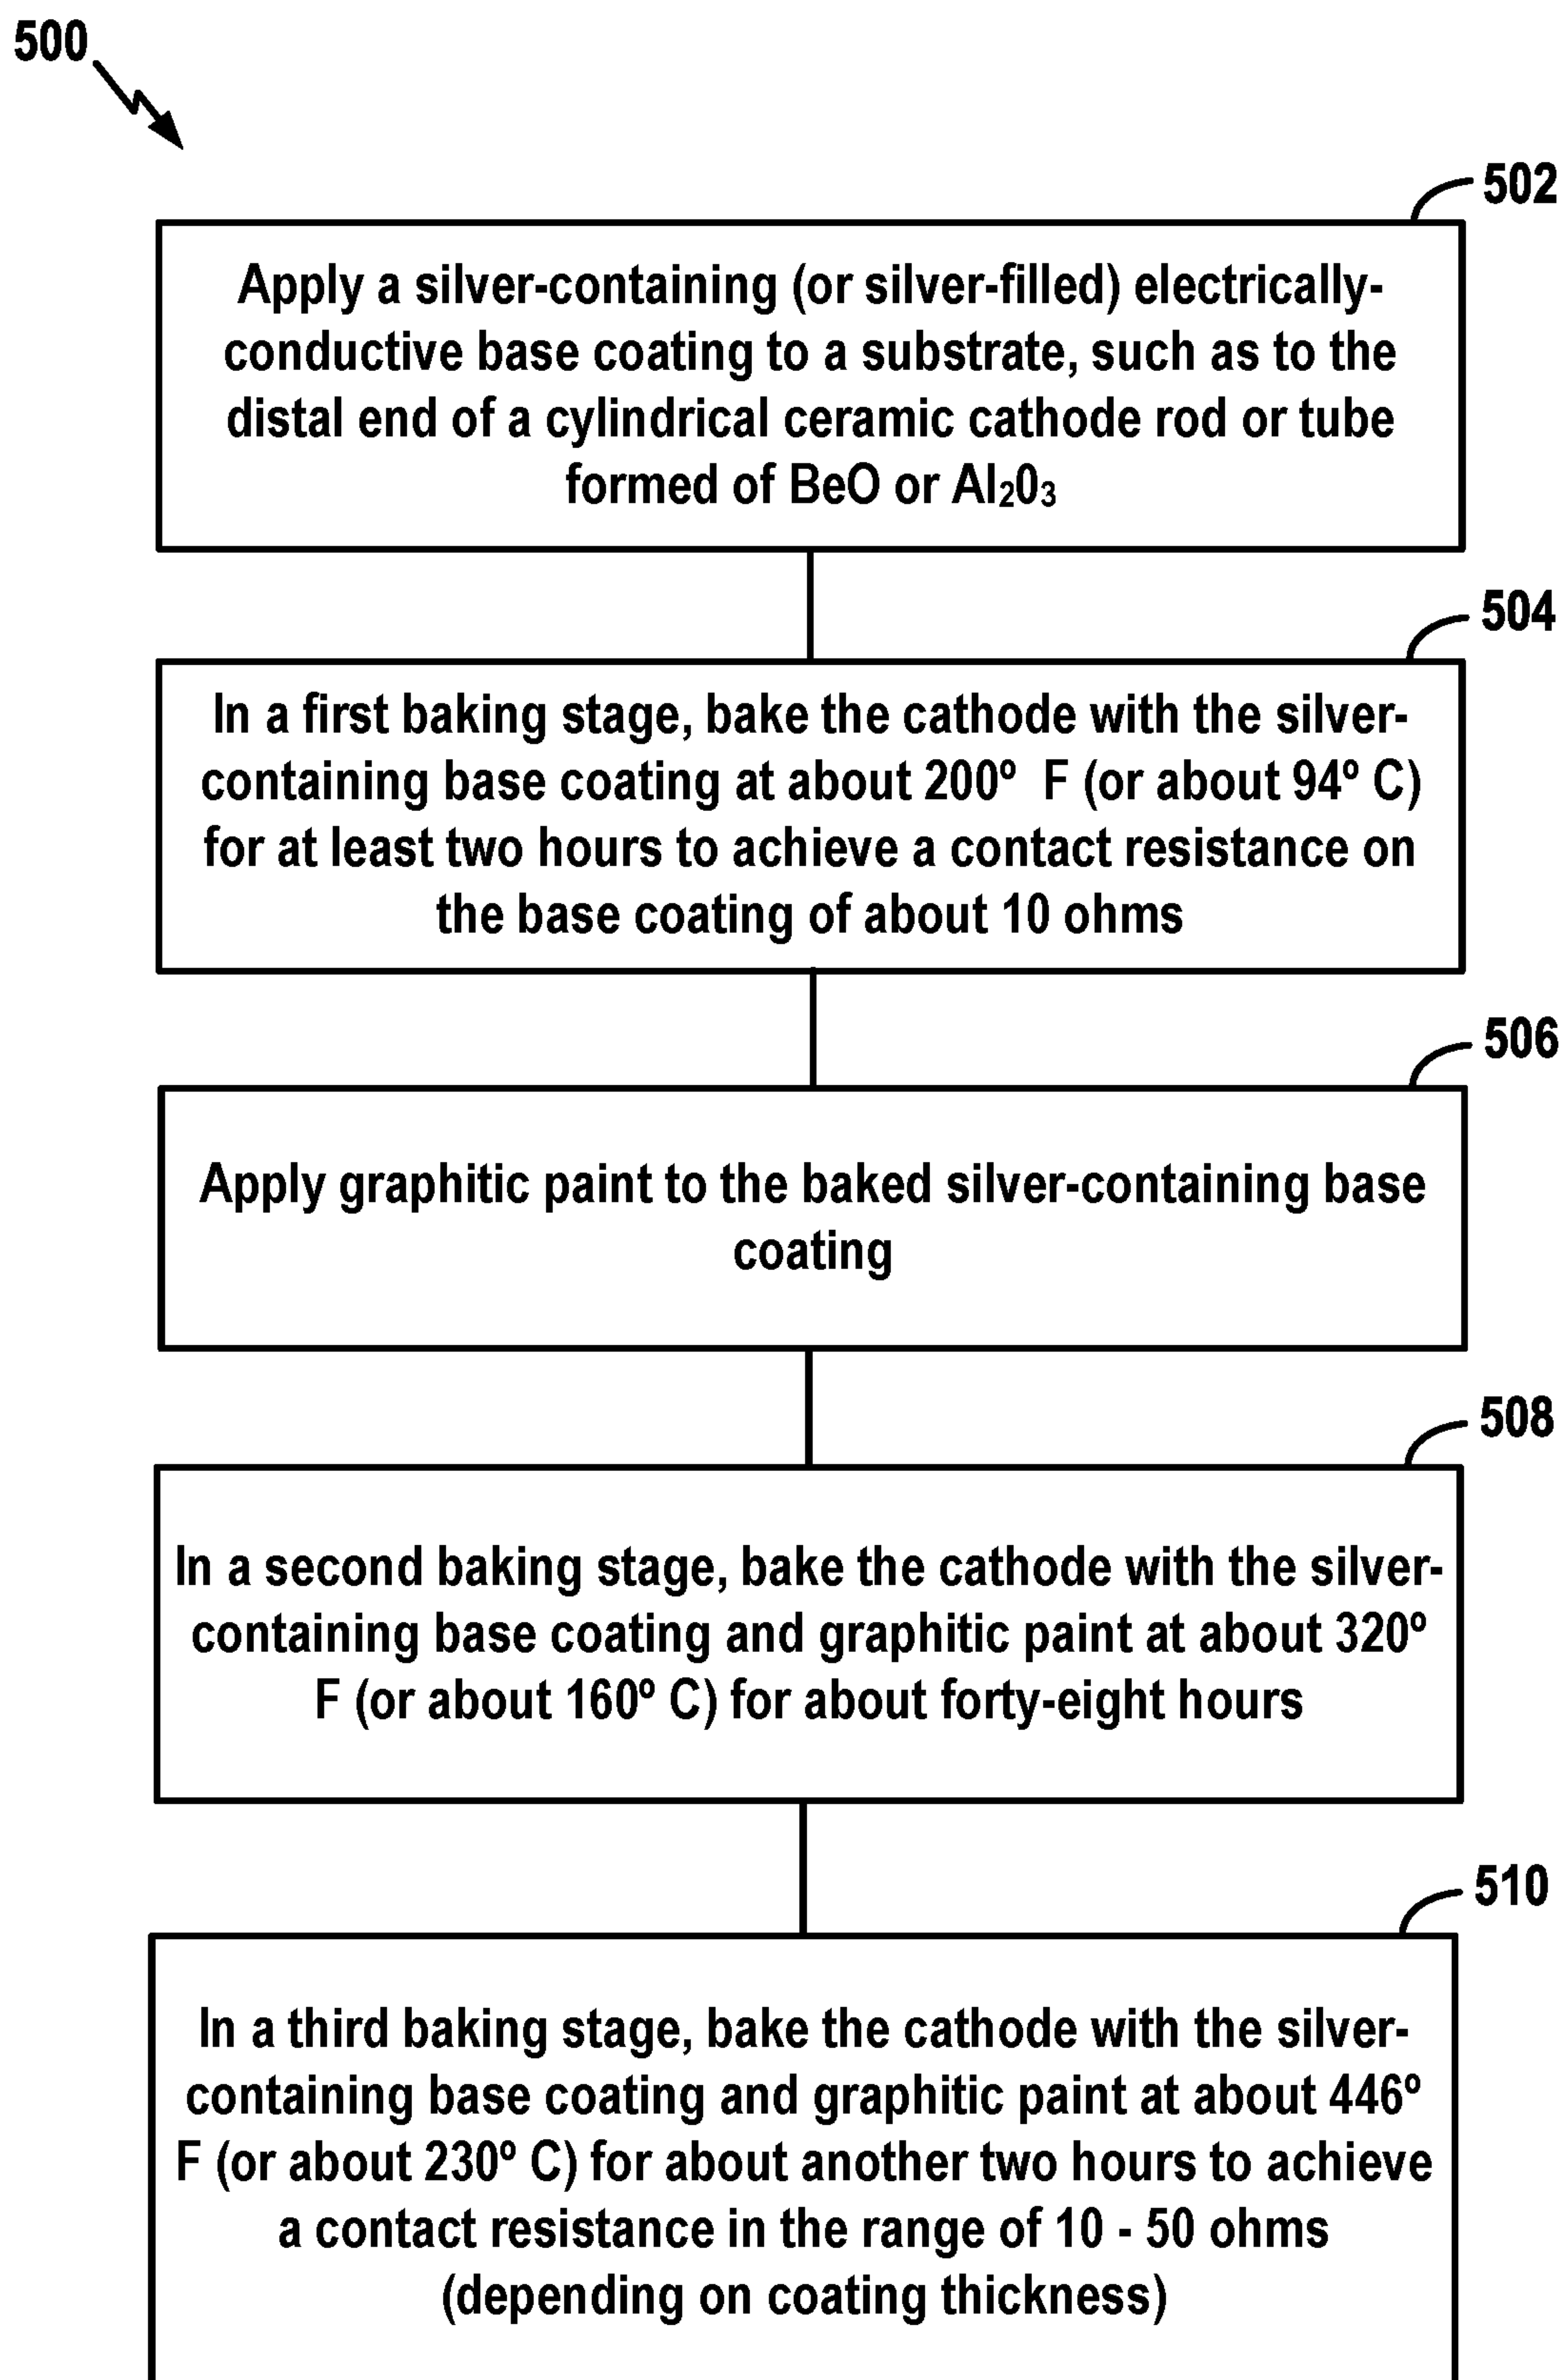 500
502
Apply a silver-containing (or silver-filled) electrically-
conductive base coating to a substrate, such as to the
distal end of a cylindrical ceramic cathode rod or tube
formed of BeO or Al₂0₃
504
In a first baking stage, bake the cathode with the silver-
containing base coating at about 200º F (or about 94º C)
for at least two hours to achieve a contact resistance on
the base coating of about 10 ohms
506
Apply graphitic paint to the baked silver-containing base
coating
508
In a second baking stage, bake the cathode with the silver-
containing base coating and graphitic paint at about 320º
F (or about 160º C) for about forty-eight hours
510
In a third baking stage, bake the cathode with the silver-
containing base coating and graphitic paint at about 446º
F (or about 230º C) for about another two hours to achieve
a contact resistance in the range of 10 - 50 ohms
(depending on coating thickness)